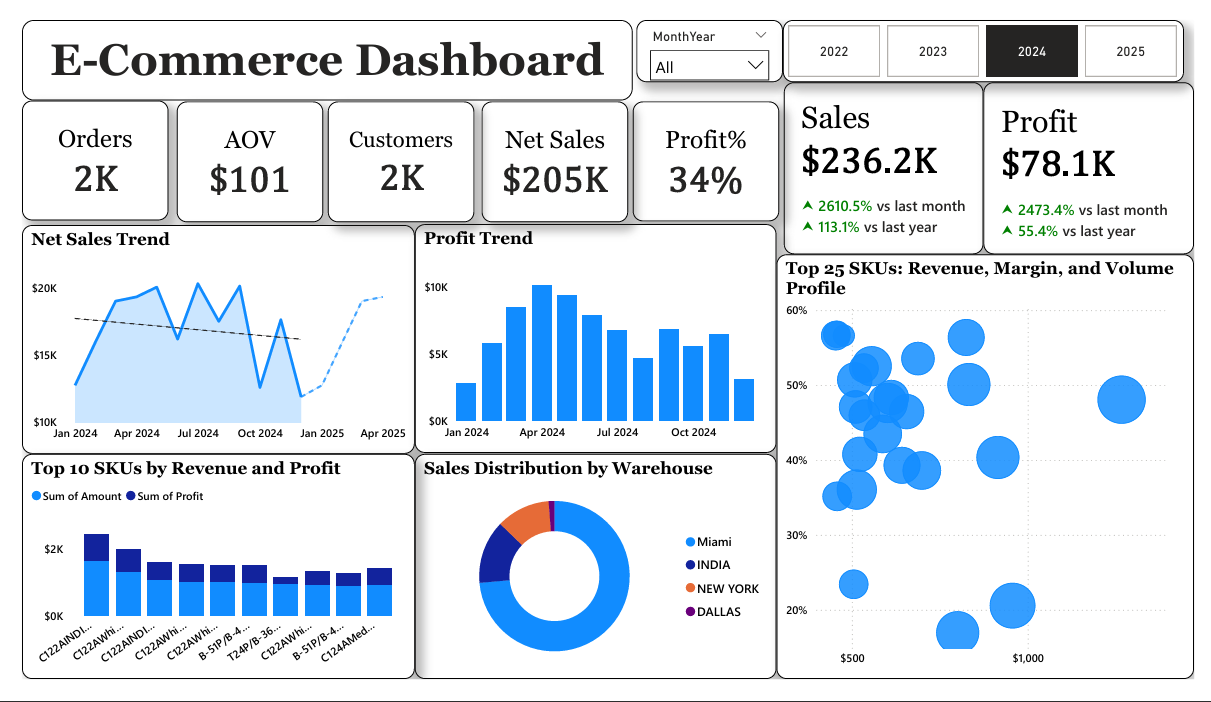 E-Commerce Dashboard
MonthYear
All
2022
2023
2024
2025
Orders
2K
AOV
$101
Customers
2K
Net Sales
$205K
Profit%
34%
Sales
$236.2K
2610.5% vs last month
113.1% vs last year
Profit
$78.1K
2473.4% vs last month
55.4% vs last year
Net Sales Trend
$20K
$15K
$10K
Jan 2024
Apr 2024
Jul 2024
Oct 2024
Jan 2025
Apr 2025
Profit Trend
$10K
$5K
$0K
Jan 2024
Apr 2024
Jul 2024
Oct 2024
Top 25 SKUs: Revenue, Margin, and Volume
Profile
60%
50%
40%
30%
20%
$500
$1,000
Top 10 SKUs by Revenue and Profit
Sum of Amount
Sum of Profit
$2K
$0K
C122AINDI...
C122AWhi...
C122AINDI...
C122AWhi...
C122AWhi...
B-51P/B-4...
T24P/B-36...
C122AWhi...
B-51P/B-4...
C124AMed...
Sales Distribution by Warehouse
Miami
INDIA
NEW YORK
DALLAS